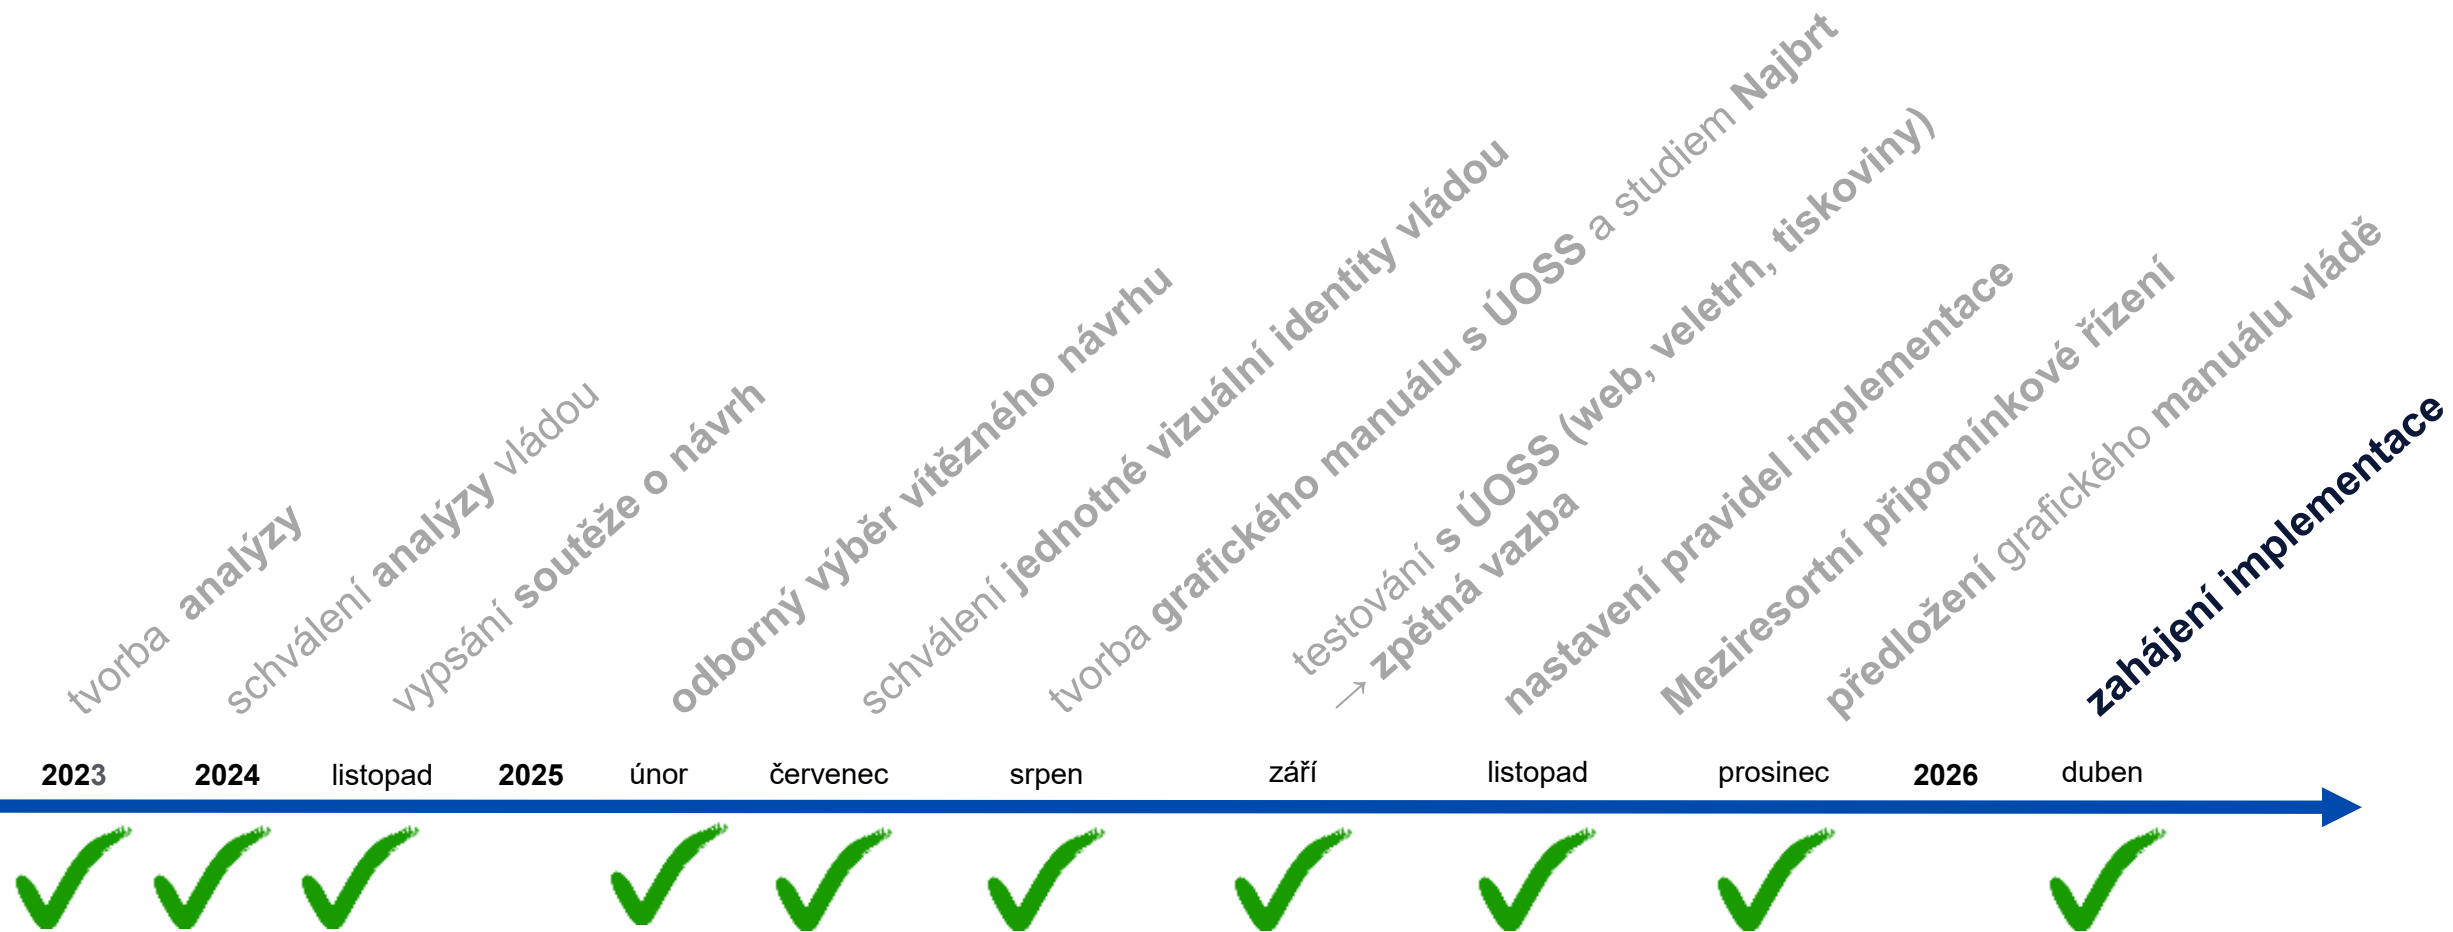 tvorba analýzy
schválení analýzy vládou
vypsání soutěže o návrh
odborný výběr vítězného návrhu
schválení jednotné vizuální identity vládou
tvorba grafického manuálu s ÚOSS a studiem Najbrt
testování s ÚOSS (web, veletrh, tiskoviny)
→ zpětná vazba
nastavení pravidel implementace
Meziresortní připomínkové řízení
předložení grafického manuálu vládě
zahájení implementace
2023
2024
listopad
2025
únor
červenec
srpen
září
listopad
prosinec
2026
duben